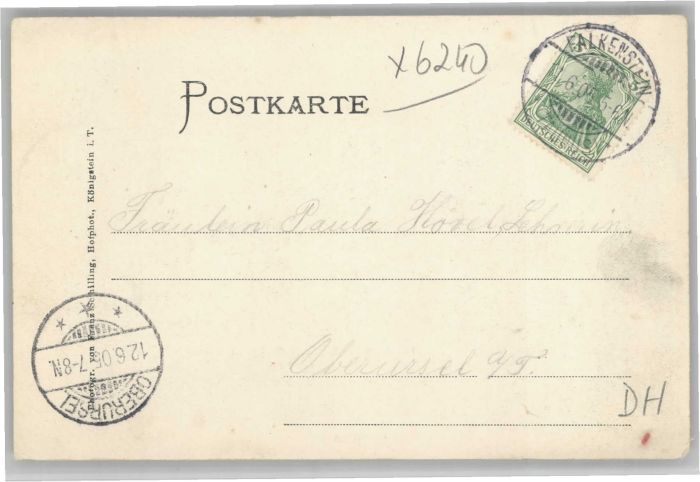 x6240
POSTKARTE
FALKENSTEIN
DEUTSCHES REICH
Photogr. von Franz Schilling, Hofphot., Königstein i. T.
Fräulein Paula
Oberursel a/T.
12.6.05.7-8N.
OBERURSEL
DH